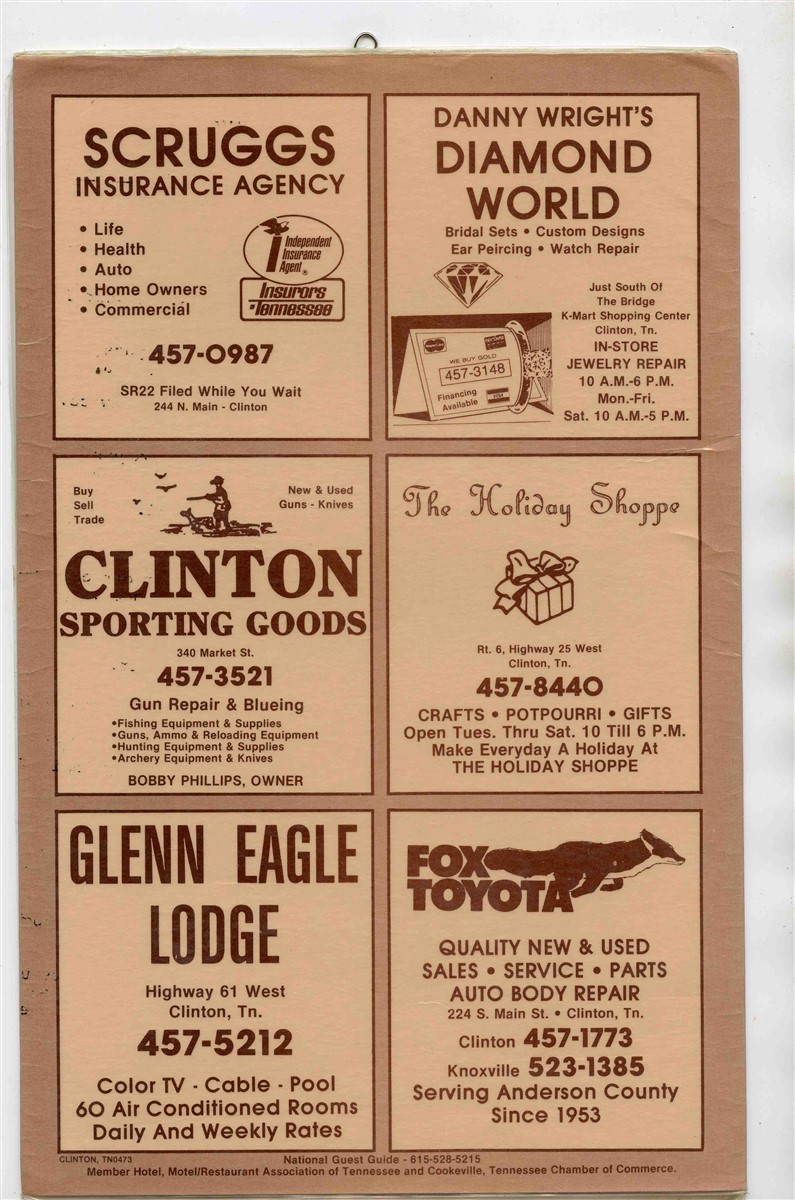 SCRUGGS
INSURANCE AGENCY
• Life
• Health
• Auto
• Home Owners
• Commercial
Independent
Insurance
Agent ®
Insurors
of Tennessee
457-0987
SR22 Filed While You Wait
244 N. Main - Clinton
DANNY WRIGHT'S
DIAMOND
WORLD
Bridal Sets • Custom Designs
Ear Peircing • Watch Repair
Just South Of
The Bridge
K-Mart Shopping Center
Clinton, Tn.
IN-STORE
JEWELRY REPAIR
10 A.M.-6 P.M.
Mon.-Fri.
Sat. 10 A.M.-5 P.M.
WE BUY GOLD
457-3148
Financing
Available
VISA
Buy
Sell
Trade
New & Used
Guns - Knives
CLINTON
SPORTING GOODS
340 Market St.
457-3521
Gun Repair & Blueing
•Fishing Equipment & Supplies
•Guns, Ammo & Reloading Equipment
•Hunting Equipment & Supplies
•Archery Equipment & Knives
BOBBY PHILLIPS, OWNER
The Holiday Shoppe
Rt. 6, Highway 25 West
Clinton, Tn.
457-8440
CRAFTS • POTPOURRI • GIFTS
Open Tues. Thru Sat. 10 Till 6 P.M.
Make Everyday A Holiday At
THE HOLIDAY SHOPPE
GLENN EAGLE
LODGE
Highway 61 West
Clinton, Tn.
457-5212
Color TV - Cable - Pool
60 Air Conditioned Rooms
Daily And Weekly Rates
FOX
TOYOTA
QUALITY NEW & USED
SALES • SERVICE • PARTS
AUTO BODY REPAIR
224 S. Main St. • Clinton, Tn.
Clinton 457-1773
Knoxville 523-1385
Serving Anderson County
Since 1953
CLINTON, TN0473
National Guest Guide - 615-528-5215
Member Hotel, Motel/Restaurant Association of Tennessee and Cookeville, Tennessee Chamber of Commerce.